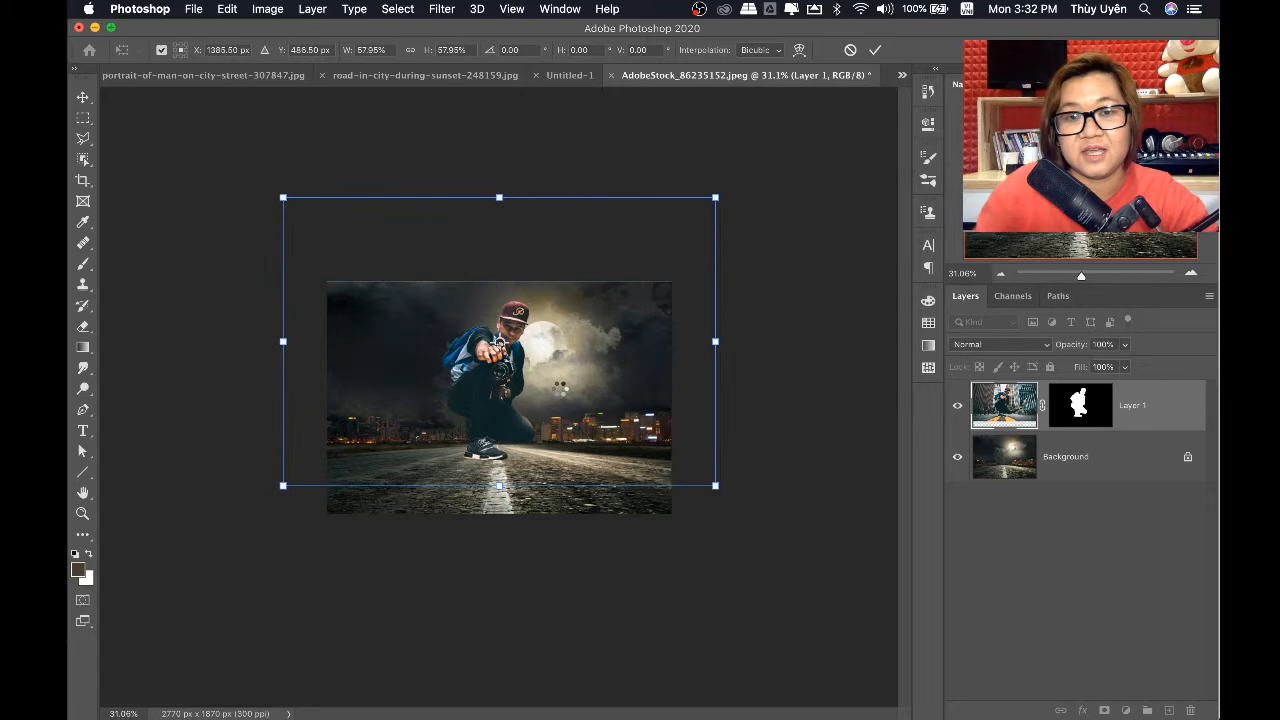 Photoshop File Edit Image Layer Type Select Filter 3D View Window Help 100% VI VNI Mon 3:32 PM Thùy Uyên
Adobe Photoshop 2020
X: 1385.50 px Y: 486.50 px W: 57.95% H: 57.95% 0.00 ° H: 0.00 ° V: 0.00 ° Interpolation: Bicubic
portrait-of-man-on-city-street-307847.jpg road-in-city-during-sunset-248159.jpg Untitled-1 AdobeStock_86235152.jpeg @ 31.1% (Layer 1, RGB/8) *
31.06%
Layers Channels Paths
Kind
Normal Opacity: 100%
Lock: Fill: 100%
Layer 1
Background
31.06% 2770 px x 1870 px (300 ppi)